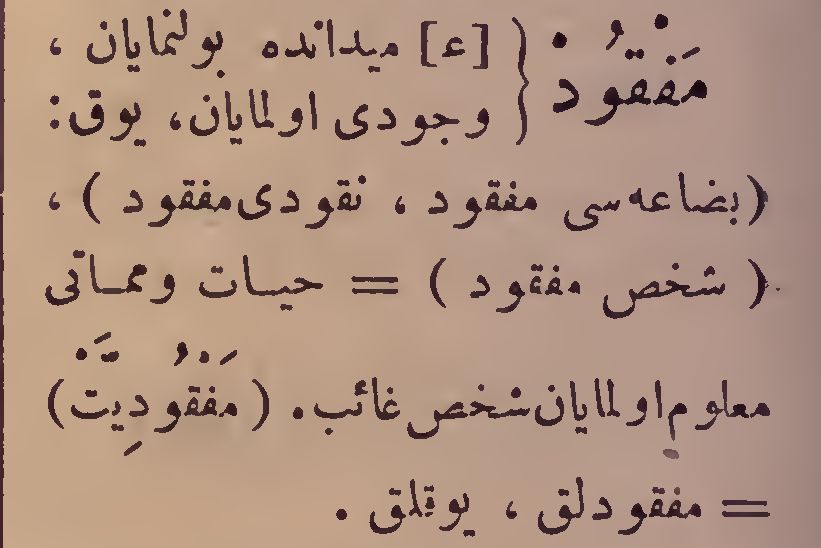 مَفْقُودْ { [ع] میدانده بولنمایان ،
وجودی اولمایان، یوق:
(بضاعه‌سی مفقود ، نقودی مفقود ) ،
( شخص مفقود ) = حیات ومماتی
معلوم اولمایان شخص غائب. ( مَفْقُودِیَّتْ )
= مفقودلق ، یوقلق .